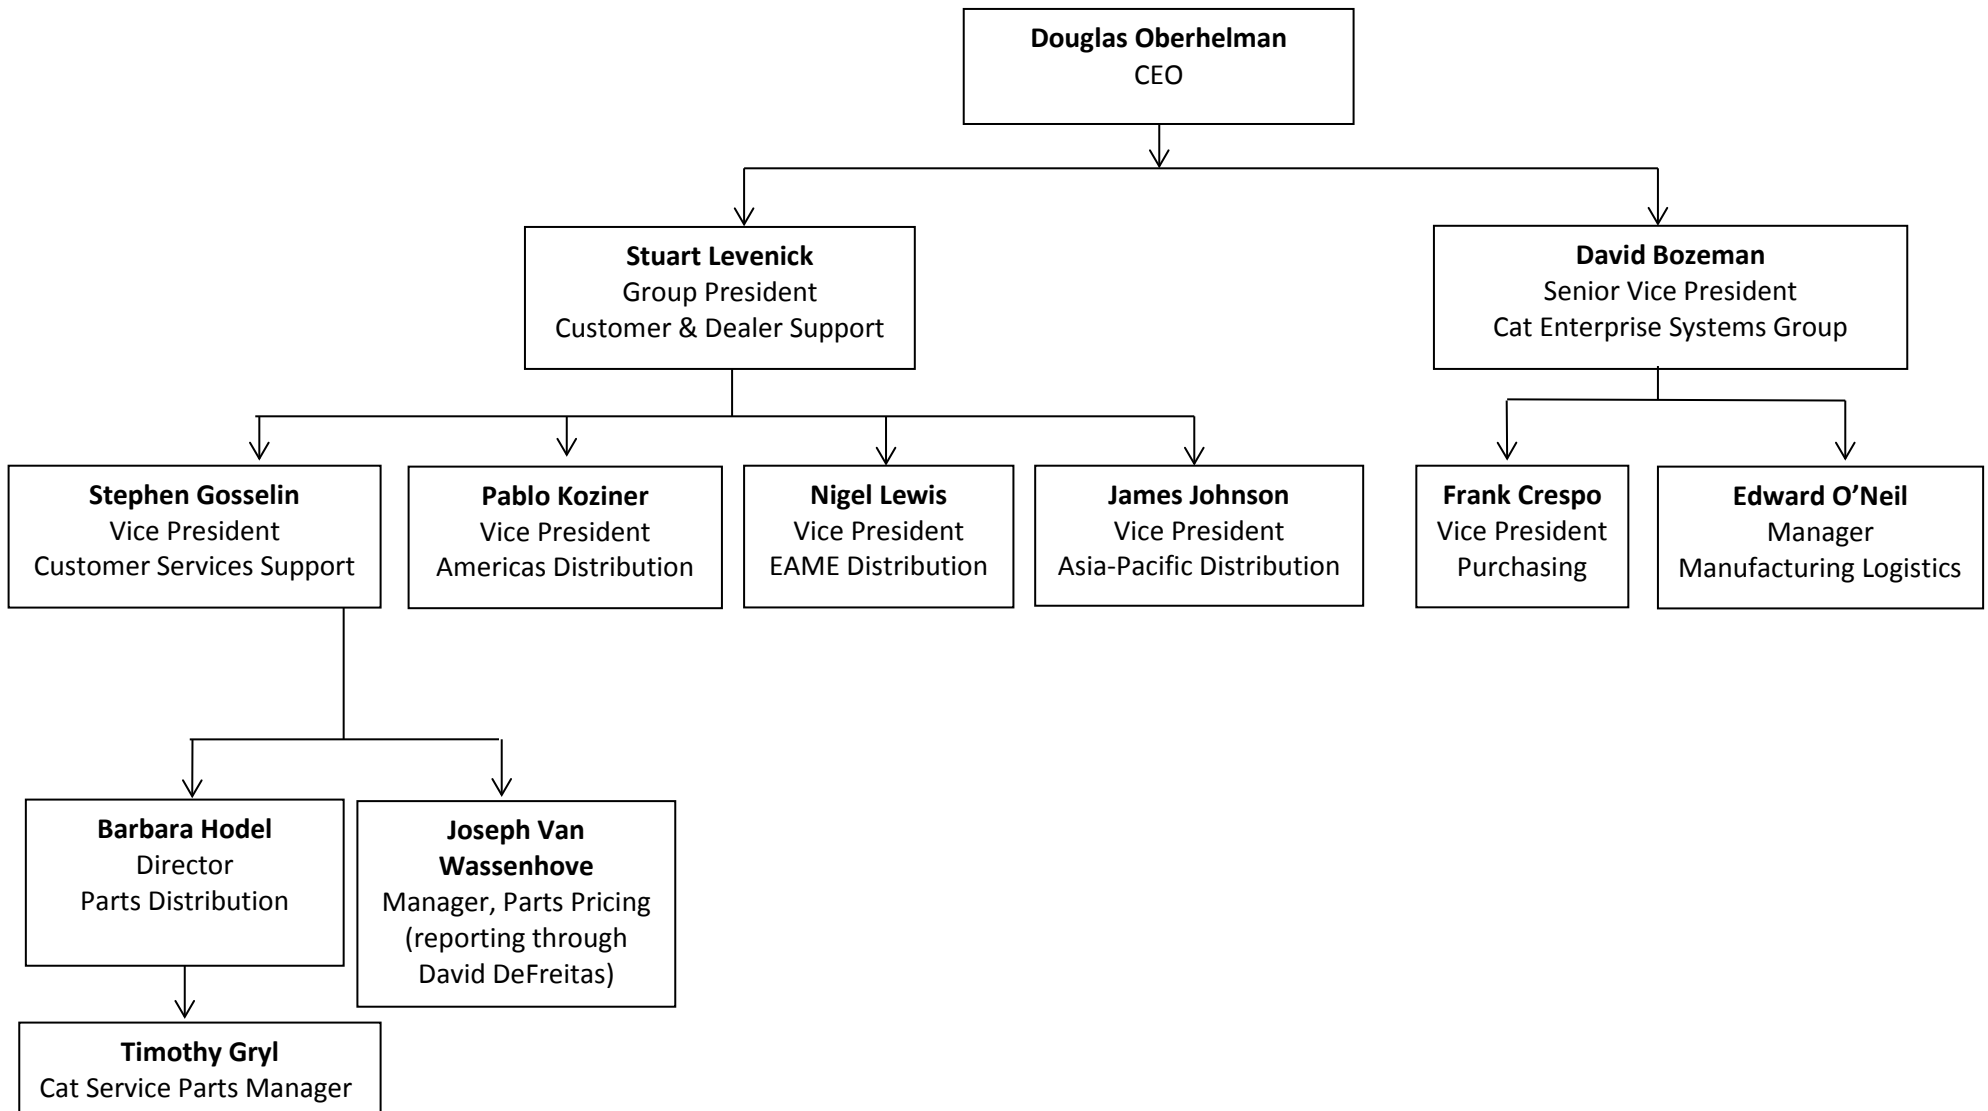 Douglas Oberhelman
CEO
Stuart Levenick
Group President
Customer & Dealer Support
David Bozeman
Senior Vice President
Cat Enterprise Systems Group
Stephen Gosselin
Vice President
Customer Services Support
Pablo Koziner
Vice President
Americas Distribution
Nigel Lewis
Vice President
EAME Distribution
James Johnson
Vice President
Asia-Pacific Distribution
Frank Crespo
Vice President
Purchasing
Edward O’Neil
Manager
Manufacturing Logistics
Barbara Hodel
Director
Parts Distribution
Joseph Van
Wassenhove
Manager, Parts Pricing
(reporting through
David DeFreitas)
Timothy Gryl
Cat Service Parts Manager